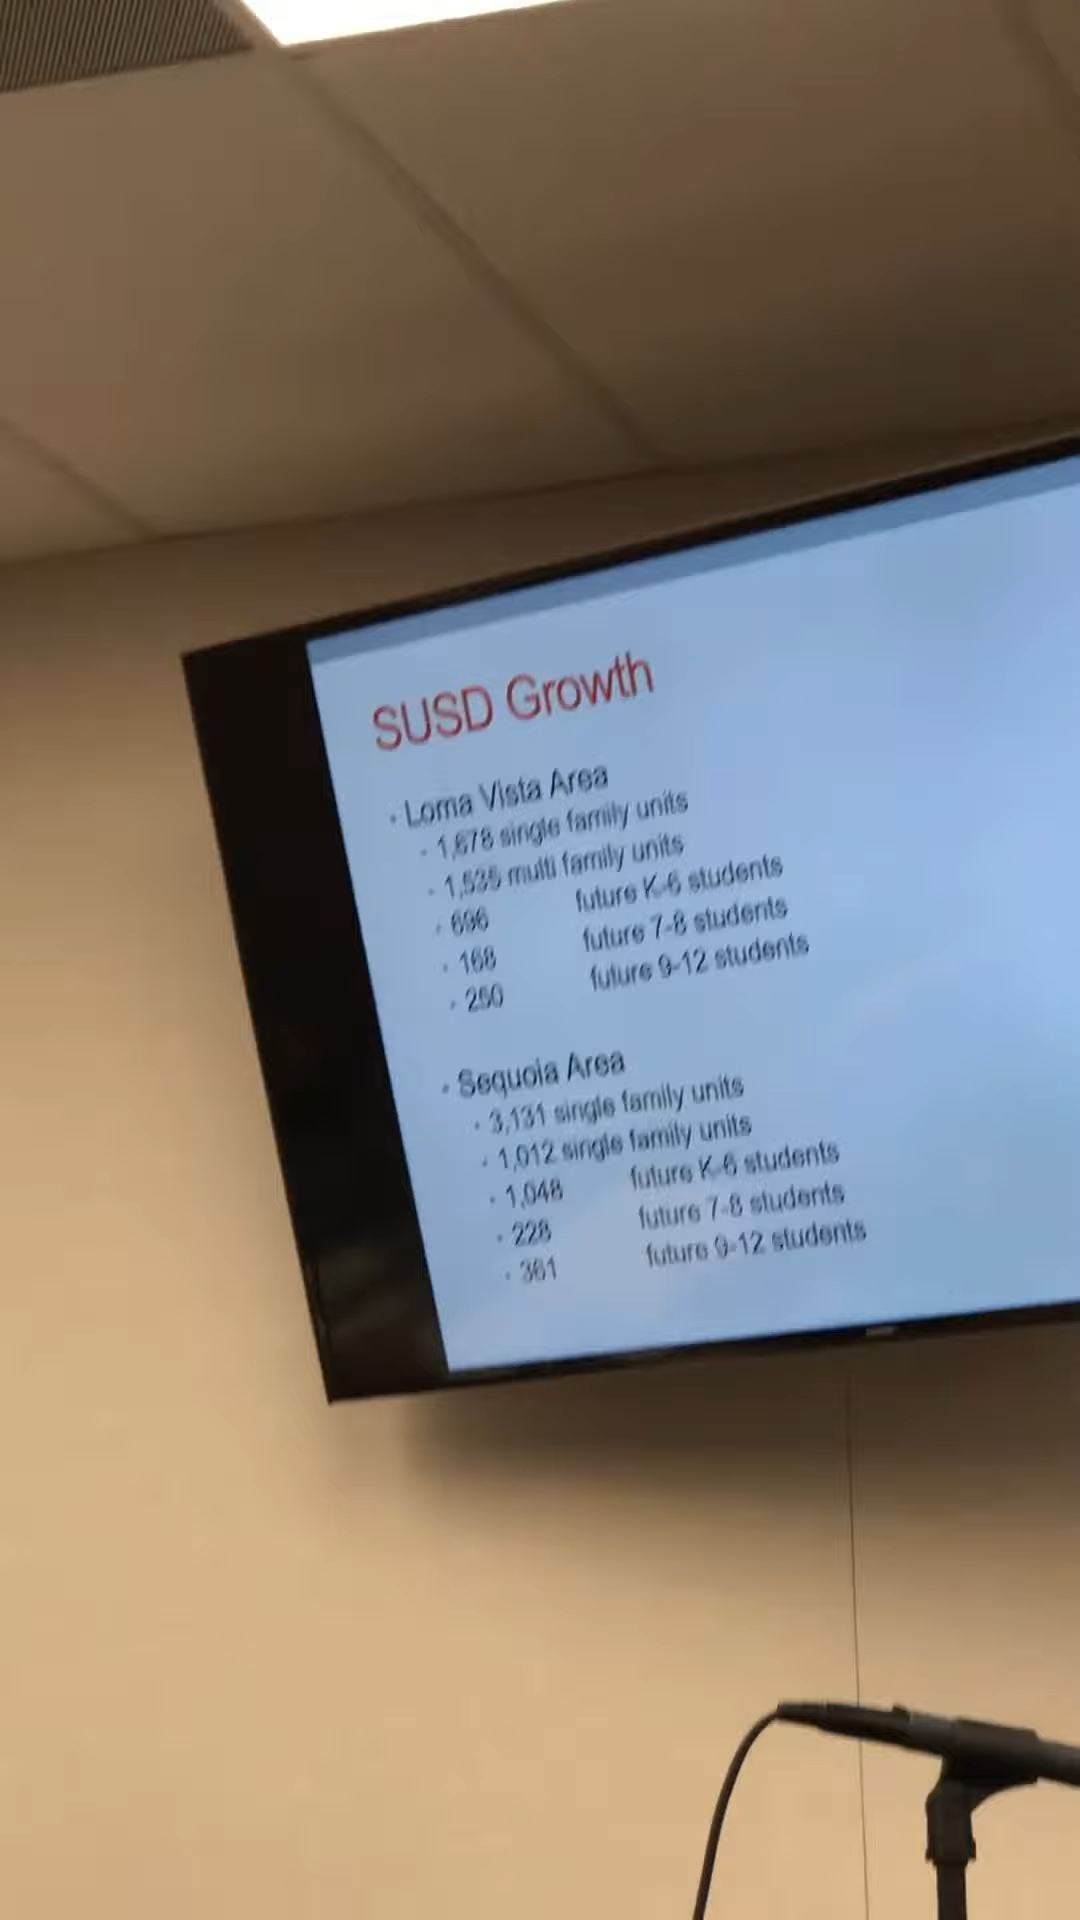 SUSD Growth
• Loma Vista Area
• 1,678 single family units
• 1,535 multi family units
• 696 future K-6 students
• 168 future 7-8 students
• 250 future 9-12 students
• Sequoia Area
• 3,131 single family units
• 1,012 single family units
• 1,048 future K-6 students
• 228 future 7-8 students
• 361 future 9-12 students